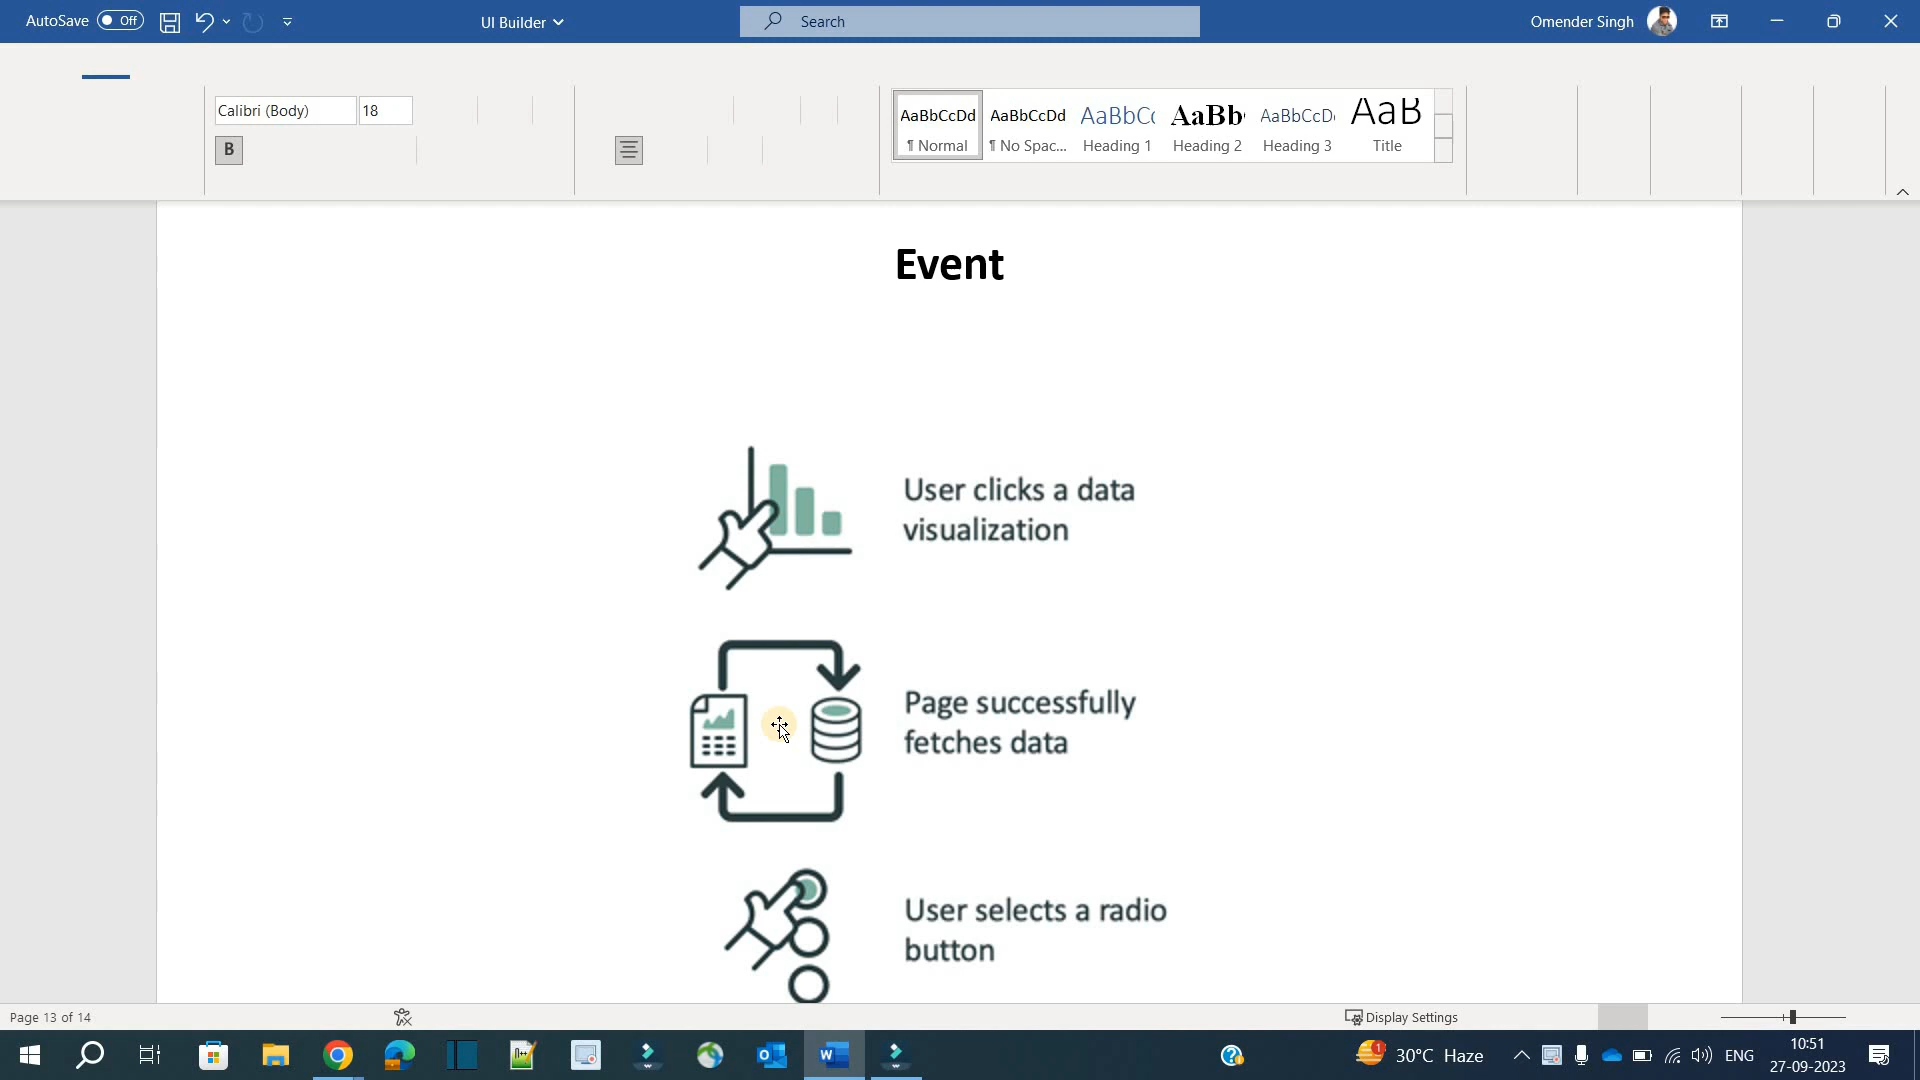 AutoSave Off
UI Builder
Search
Omender Singh
Calibri (Body) 18
B
AaBbCcDd AaBbCcDd AaBbCc AaBb AaBbCcD AaB
¶ Normal ¶ No Spac... Heading 1 Heading 2 Heading 3 Title
Event
User clicks a data
visualization
Page successfully
fetches data
User selects a radio
button
Page 13 of 14
Display Settings
30°C Haze
ENG
10:51
27-09-2023